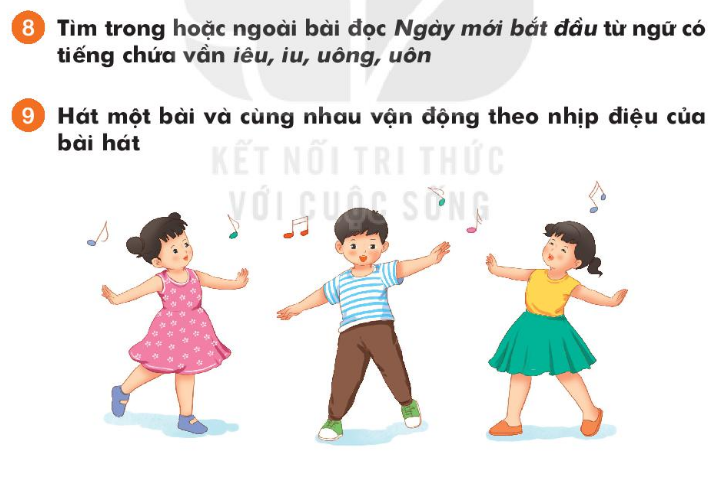 8 Tìm trong hoặc ngoài bài đọc Ngày mới bắt đầu từ ngữ có
tiếng chứa vần iêu, iu, uông, uôn
9 Hát một bài và cùng nhau vận động theo nhịp điệu của
bài hát
KẾT NỐI TRI THỨC
VỚI CUỘC SỐNG